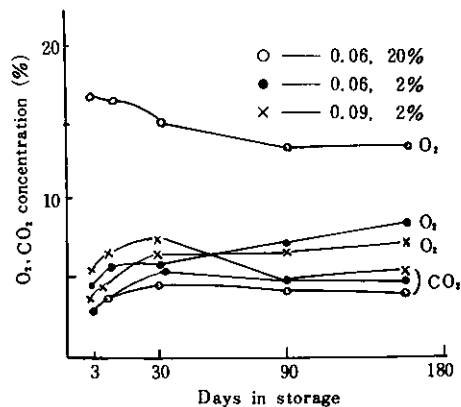 20
10
O₂, CO₂ concentration (%)
0.06, 20%
0.06, 2%
0.09, 2%
O₂
O₂
O₂
CO₂
3 30 90 180
Days in storage